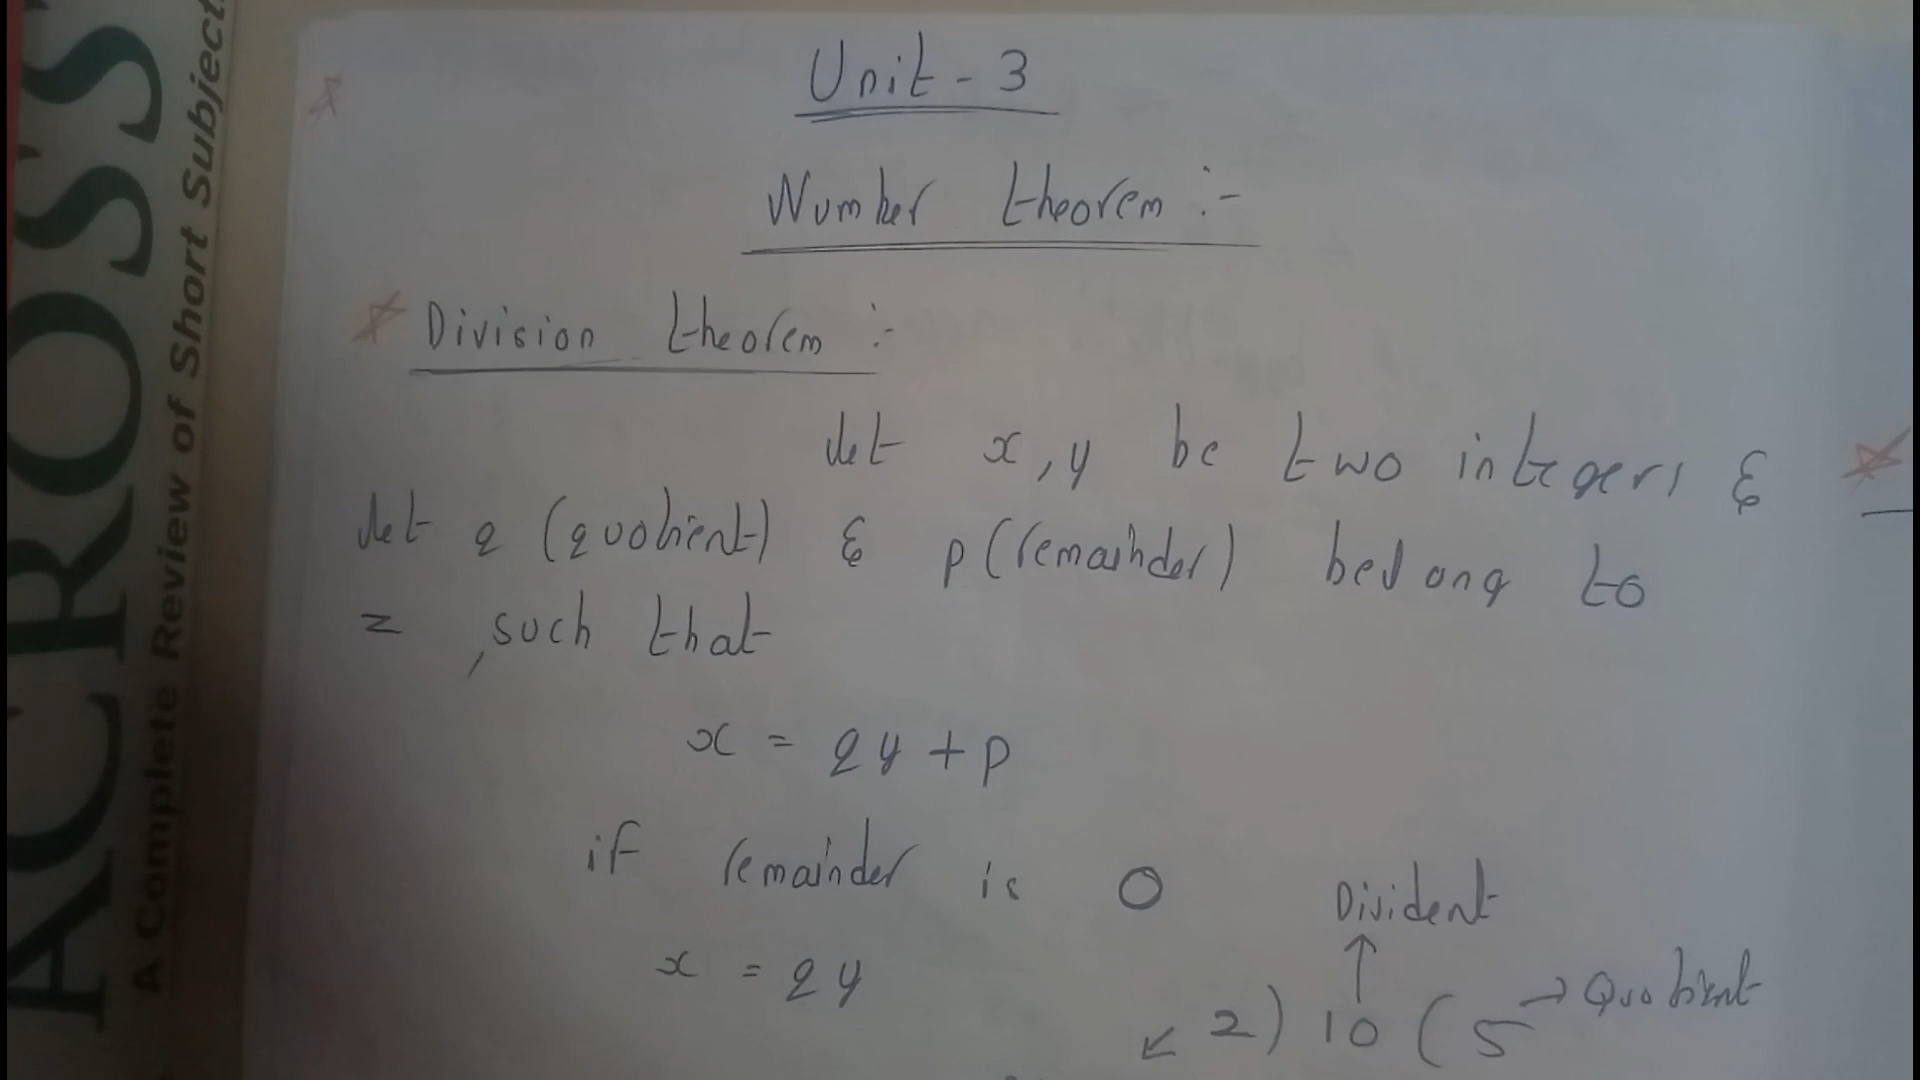 ACROSS
A Complete Review of Short Subject
Unit - 3
Number theorem :-
Division theorem :-
Let x, y be two integers &
Let q (quotient) & p (remainder) belong to
z , such that
x = qy + p
if remainder is 0
x = qy
Divident
2) 10 ( 5 → Quotient